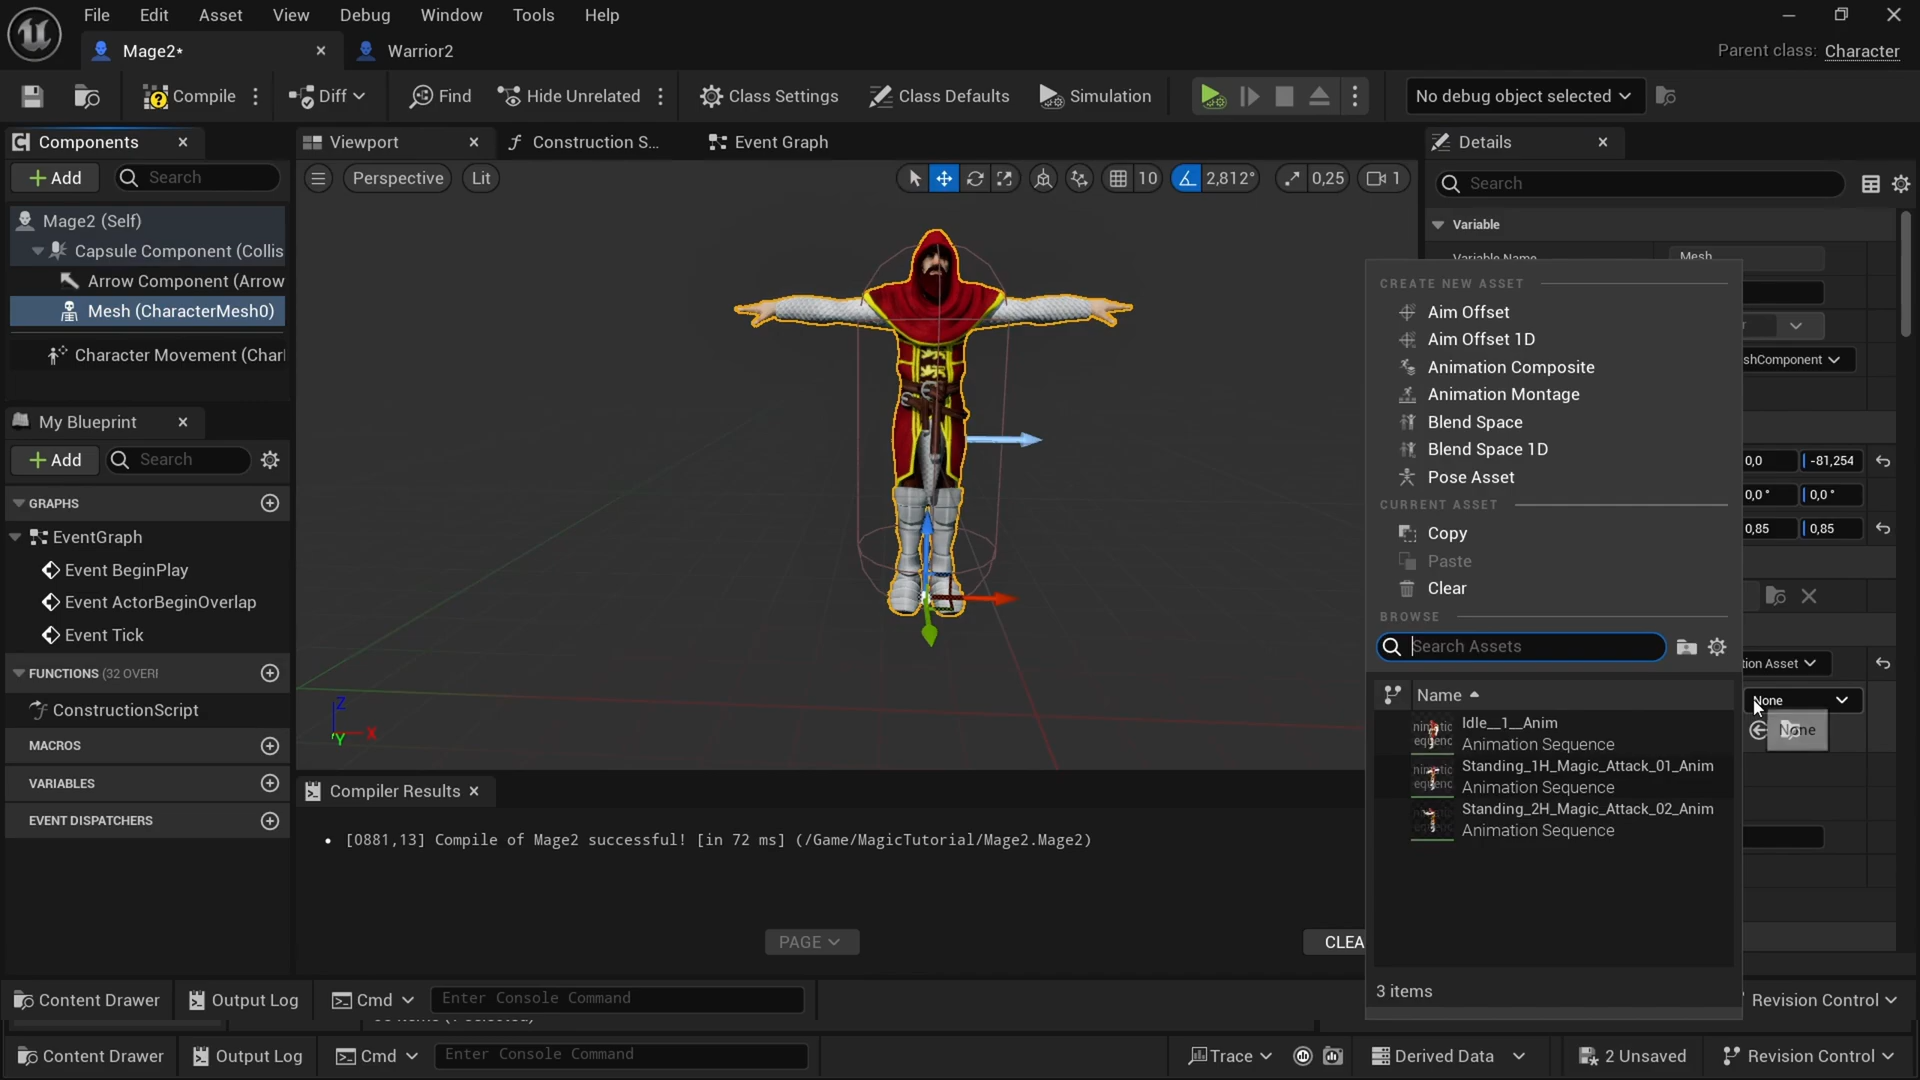 File Edit Asset View Debug Window Tools Help
Mage2* Warrior2
Parent class: Character
Compile Diff Find Hide Unrelated Class Settings Class Defaults Simulation No debug object selected
Components Viewport Construction S... Event Graph Details
Add Search Perspective Lit 10 2,812° 0,25 1 Search
Mage2 (Self)
Variable
Capsule Component (Collis
Variable Name Mesh
Arrow Component (Arrow
CREATE NEW ASSET
Mesh (CharacterMesh0)
Aim Offset
Aim Offset 1D
Character Movement (Char
Animation Composite
shComponent
Animation Montage
My Blueprint
Blend Space
Add Search
Blend Space 1D
0,0 -81,254
Pose Asset
0,0° 0,0°
GRAPHS
CURRENT ASSET
EventGraph
Copy
0,85 0,85
Event BeginPlay
Paste
Event ActorBeginOverlap
Clear
Event Tick
BROWSE
Search Assets
tion Asset
FUNCTIONS (32 OVERI
Name
None
ConstructionScript
Idle__1__Anim
None
Animation Sequence
MACROS
Standing_1H_Magic_Attack_01_Anim
Animation Sequence
VARIABLES
Standing_2H_Magic_Attack_02_Anim
Animation Sequence
EVENT DISPATCHERS
Z
X
Y
Compiler Results
[0881,13] Compile of Mage2 successful! [in 72 ms] (/Game/MagicTutorial/Mage2.Mage2)
PAGE CLEA
3 items
Content Drawer Output Log Cmd Enter Console Command Revision Control
Content Drawer Output Log Cmd Enter Console Command Trace Derived Data 2 Unsaved Revision Control